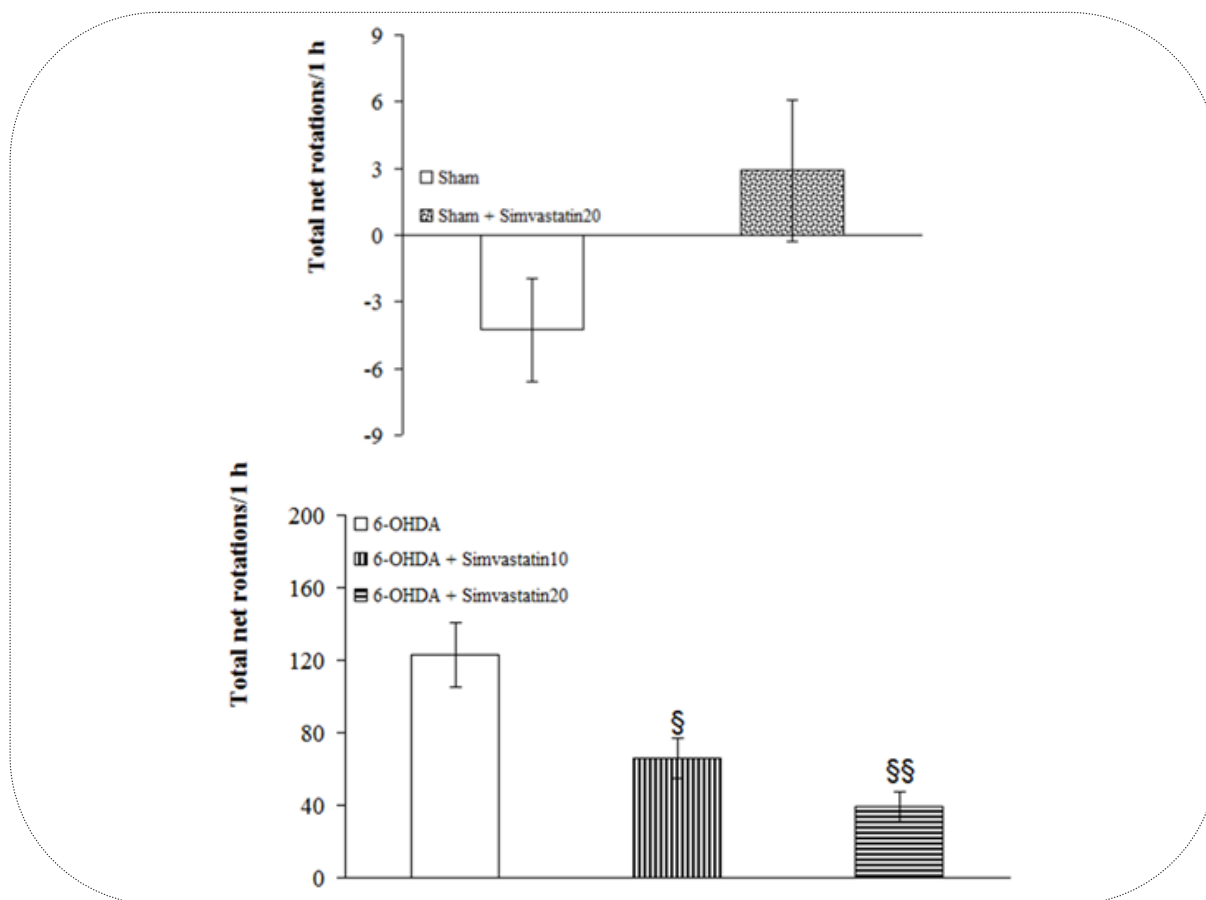 Total net rotations/1 h
9
6
3
0
-3
-6
-9
Sham
Sham + Simvastatin20
Total net rotations/1 h
200
160
120
80
40
0
6-OHDA
6-OHDA + Simvastatin10
6-OHDA + Simvastatin20
§
§§